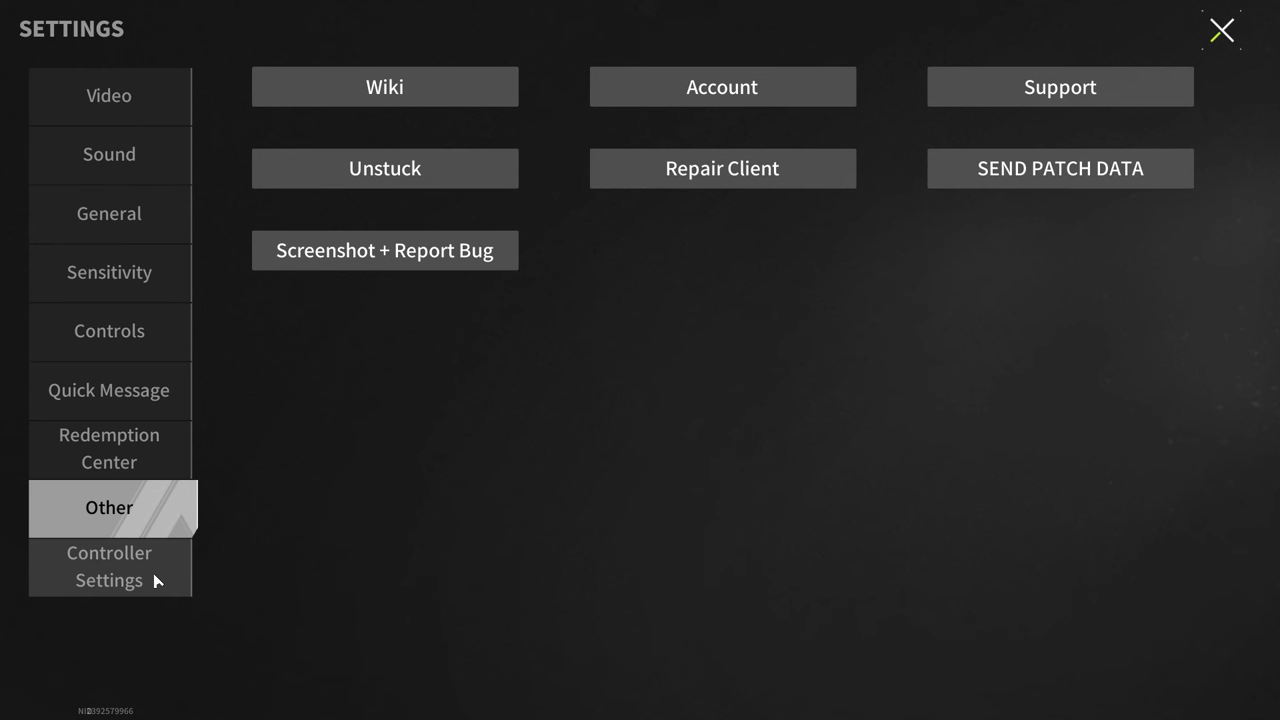 SETTINGS
Video
Sound
General
Sensitivity
Controls
Quick Message
Redemption
Center
Other
Controller
Settings
Wiki
Account
Support
Unstuck
Repair Client
SEND PATCH DATA
Screenshot + Report Bug